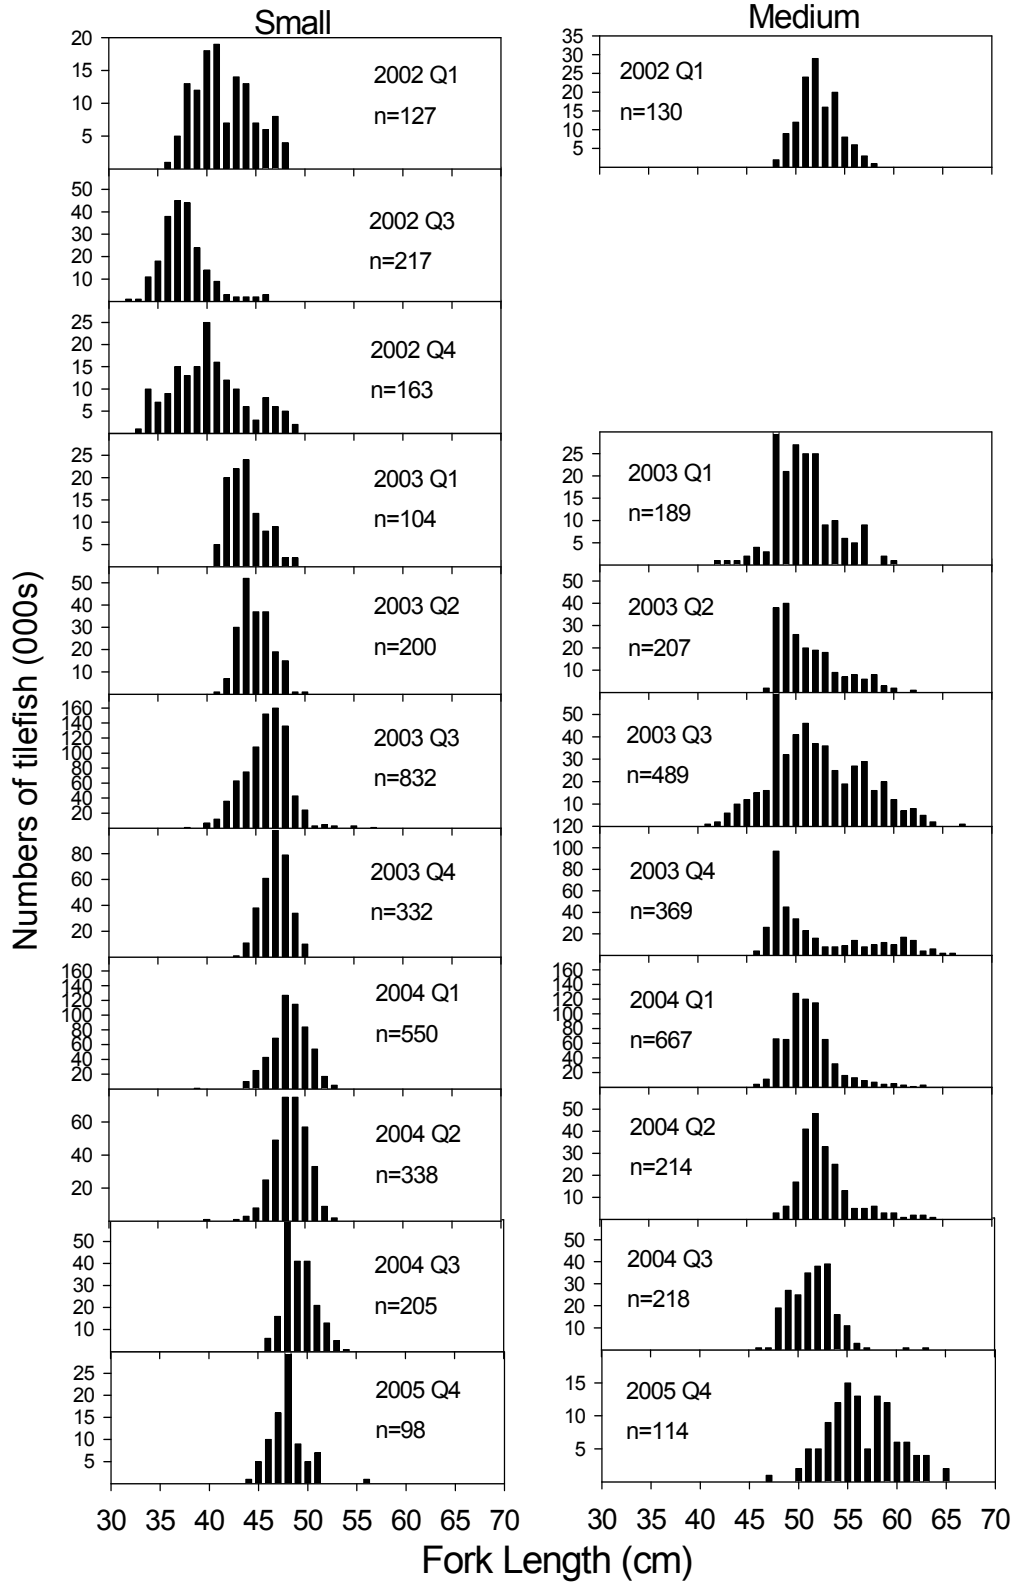 Small
Medium
20
15
10
5
2002 Q1
n=127
35
30
25
20
15
10
5
2002 Q1
n=130
50
40
30
20
10
2002 Q3
n=217
25
20
15
10
5
2002 Q4
n=163
25
20
15
10
5
2003 Q1
n=104
25
20
15
10
5
2003 Q1
n=189
50
40
30
20
10
2003 Q2
n=200
50
40
30
20
10
2003 Q2
n=207
160
140
120
100
80
60
40
20
2003 Q3
n=832
50
40
30
20
10
2003 Q3
n=489
80
60
40
20
2003 Q4
n=332
120
100
80
60
40
20
2003 Q4
n=369
160
140
120
100
80
60
40
20
2004 Q1
n=550
160
140
120
100
80
60
40
20
2004 Q1
n=667
60
40
20
2004 Q2
n=338
50
40
30
20
10
2004 Q2
n=214
50
40
30
20
10
2004 Q3
n=205
50
40
30
20
10
2004 Q3
n=218
25
20
15
10
5
2005 Q4
n=98
15
10
5
2005 Q4
n=114
30 35 40 45 50 55 60 65 70
30 35 40 45 50 55 60 65 70
Numbers of tilefish (000s)
Fork Length (cm)